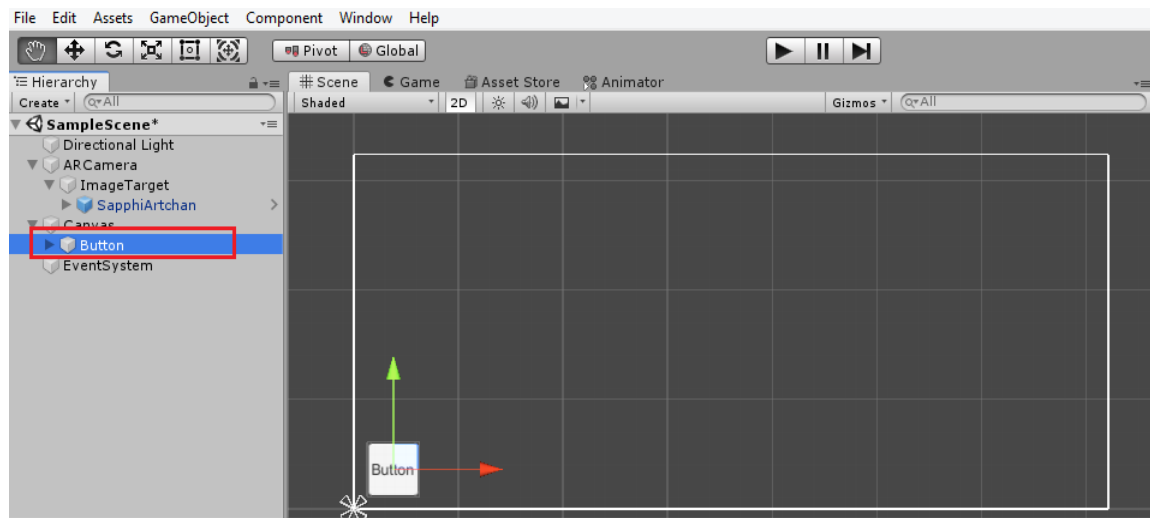 File Edit Assets GameObject Component Window Help
Pivot Global
Hierarchy
Scene Game Asset Store Animator
Create All
Shaded 2D Gizmos All
SampleScene*
Directional Light
ARCamera
ImageTarget
SapphiArtchan
Canvas
Button
EventSystem
Button